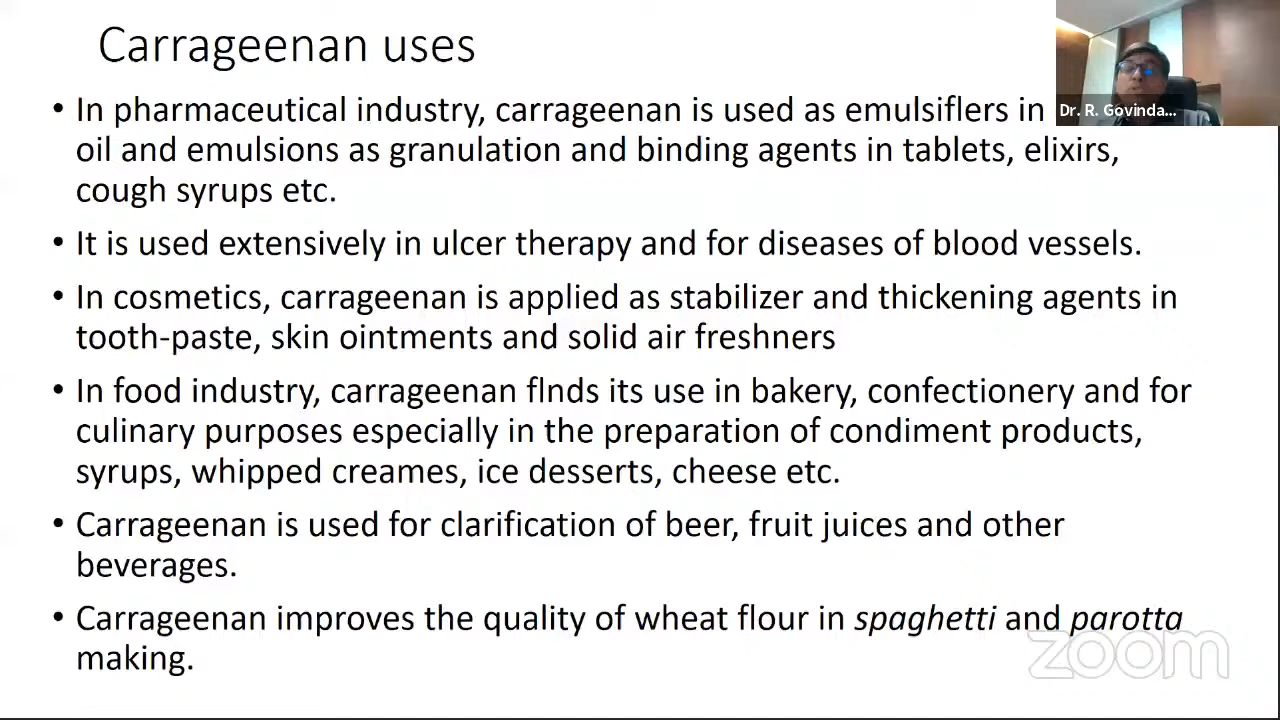 Carrageenan uses
• In pharmaceutical industry, carrageenan is used as emulsiflers in
oil and emulsions as granulation and binding agents in tablets, elixirs,
cough syrups etc.
• It is used extensively in ulcer therapy and for diseases of blood vessels.
• In cosmetics, carrageenan is applied as stabilizer and thickening agents in
tooth-paste, skin ointments and solid air freshners
• In food industry, carrageenan flnds its use in bakery, confectionery and for
culinary purposes especially in the preparation of condiment products,
syrups, whipped creames, ice desserts, cheese etc.
• Carrageenan is used for clarification of beer, fruit juices and other
beverages.
• Carrageenan improves the quality of wheat flour in spaghetti and parotta
making.
Dr. R. Govinda...
zoom